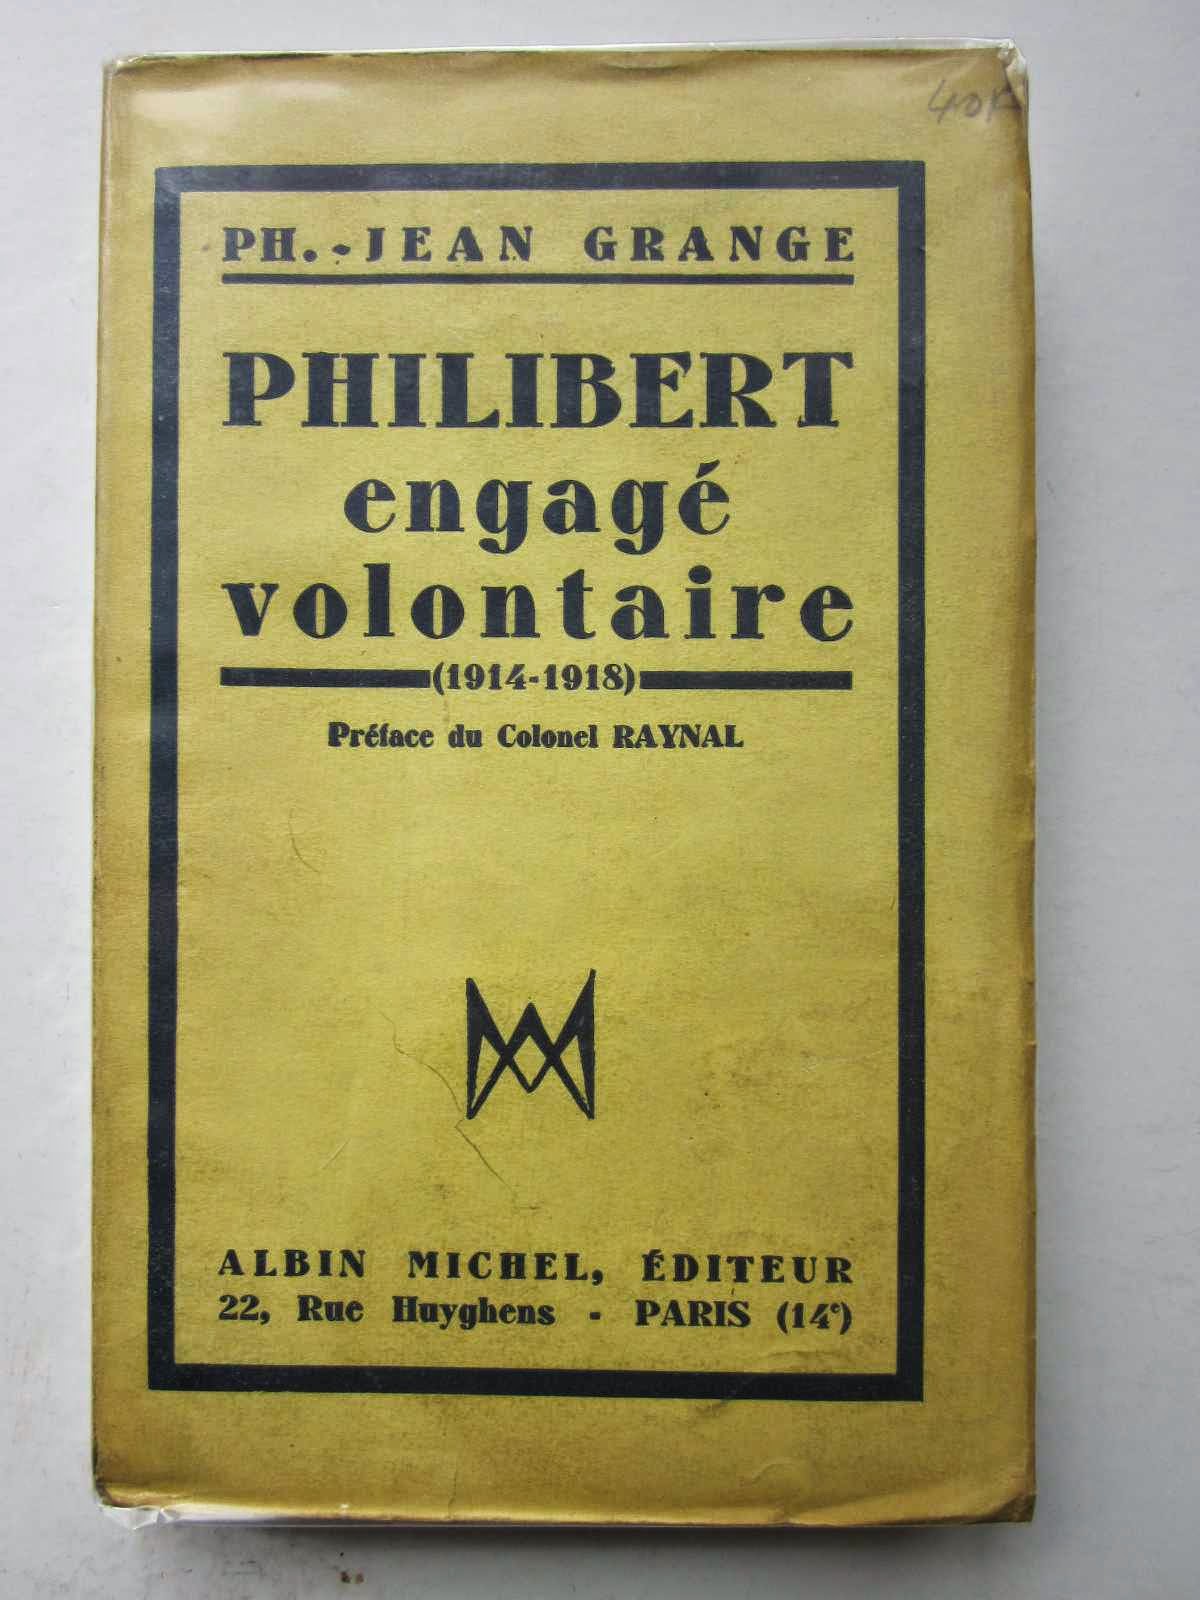 40F
PH.-JEAN GRANGE
PHILIBERT
engagé
volontaire
(1914-1918)
Préface du Colonel RAYNAL
AM
ALBIN MICHEL, ÉDITEUR
22, Rue Huyghens - PARIS (14e)